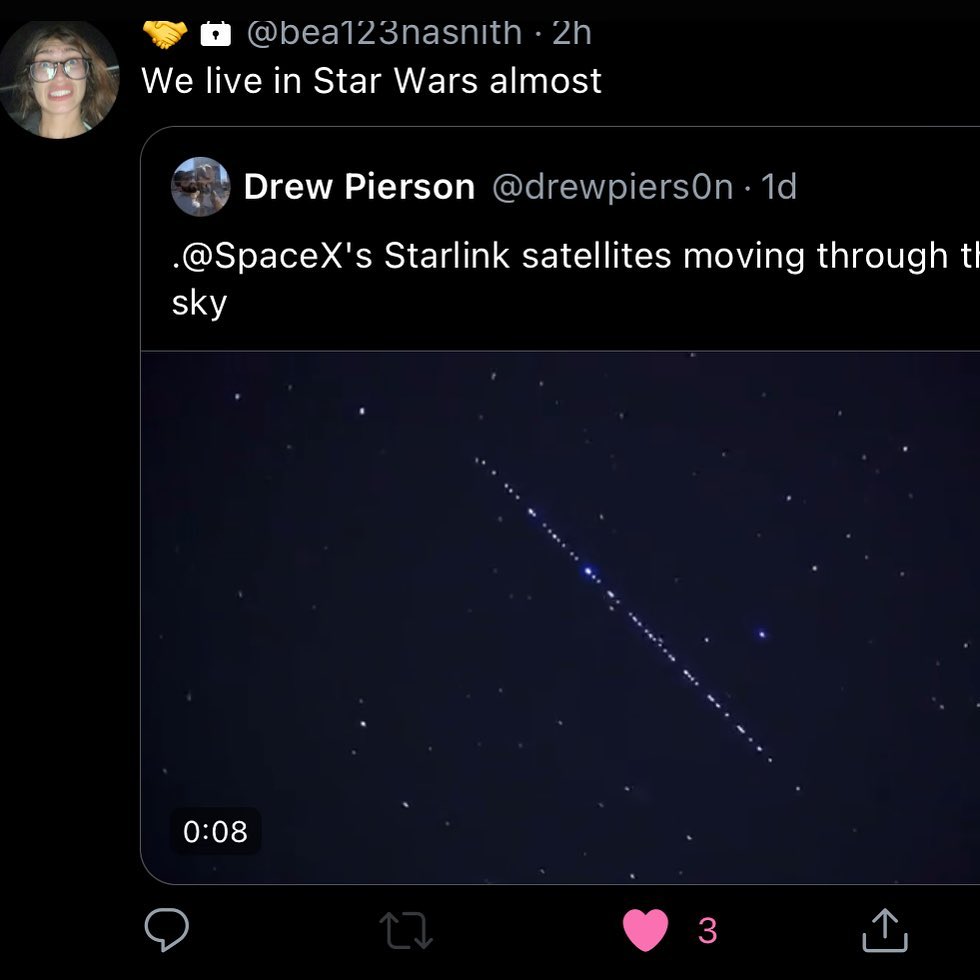 @bea123nasnith · 2h
We live in Star Wars almost
Drew Pierson @drewpiers0n · 1d
.@SpaceX's Starlink satellites moving through
sky
0:08
3